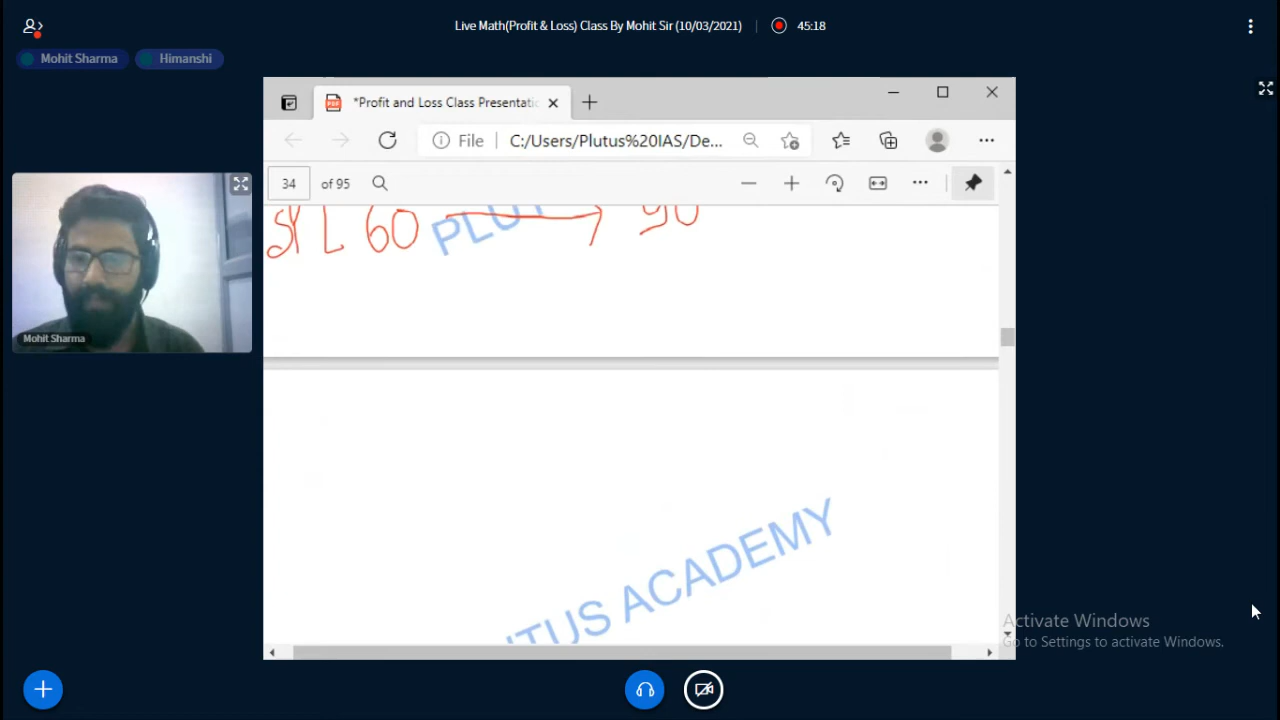 Live Math(Profit & Loss) Class By Mohit Sir (10/03/2021)
45:18
Mohit Sharma
Himanshi
*Profit and Loss Class Presentatic
File
C:/Users/Plutus%20IAS/De...
34
of 95
60
90
PLUT
Mohit Sharma
TUS ACADEMY
Activate Windows
Go to Settings to activate Windows.